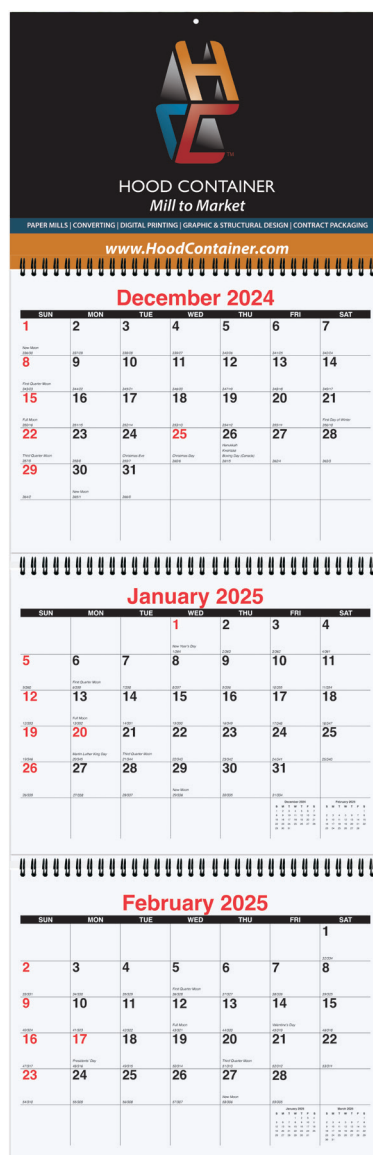 HC
TM
HOOD CONTAINER
Mill to Market
PAPER MILLS | CONVERTING | DIGITAL PRINTING | GRAPHIC & STRUCTURAL DESIGN | CONTRACT PACKAGING
www.HoodContainer.com
December 2024
SUN MON TUE WED THU FRI SAT
1 2 3 4 5 6 7
New Moon
8 9 10 11 12 13 14
First Quarter Moon
15 16 17 18 19 20 21
Full Moon First Day of Winter
22 23 24 25 26 27 28
Hanukkah
Kwanzaa
Third Quarter Moon Christmas Eve Christmas Day Boxing Day (Canada)
29 30 31
New Moon
January 2025
SUN MON TUE WED THU FRI SAT
1 2 3 4
New Year's Day
5 6 7 8 9 10 11
First Quarter Moon
12 13 14 15 16 17 18
Full Moon
19 20 21 22 23 24 25
Martin Luther King Day Third Quarter Moon
26 27 28 29 30 31
New Moon
December 2024 February 2025
February 2025
SUN MON TUE WED THU FRI SAT
1
2 3 4 5 6 7 8
First Quarter Moon
9 10 11 12 13 14 15
Full Moon Valentine's Day
16 17 18 19 20 21 22
Presidents' Day Third Quarter Moon
23 24 25 26 27 28
New Moon
January 2025 March 2025